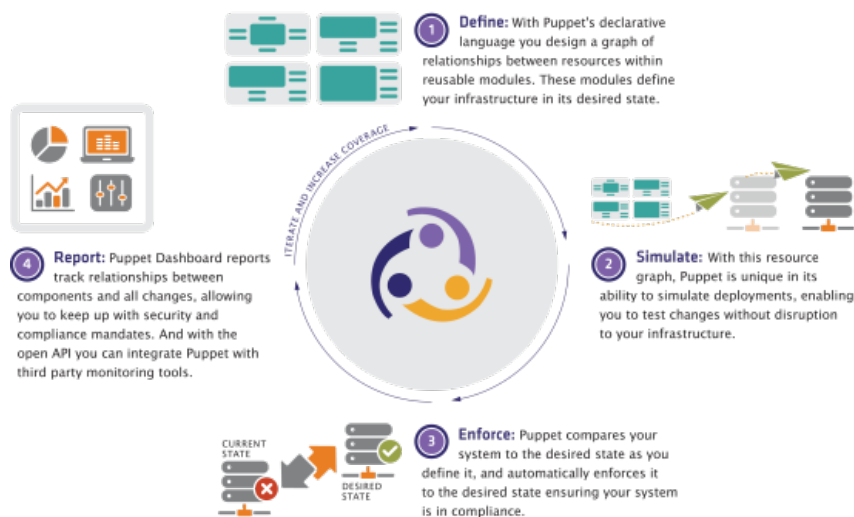 1 Define: With Puppet's declarative
language you design a graph of
relationships between resources within
reusable modules. These modules define
your infrastructure in its desired state.
ITERATE AND INCREASE COVERAGE
2 Simulate: With this resource
graph, Puppet is unique in its
ability to simulate deployments, enabling
you to test changes without disruption
to your infrastructure.
4 Report: Puppet Dashboard reports
track relationships between
components and all changes, allowing
you to keep up with security and
compliance mandates. And with the
open API you can integrate Puppet with
third party monitoring tools.
CURRENT
STATE
DESIRED
STATE
3 Enforce: Puppet compares your
system to the desired state as you
define it, and automatically enforces it
to the desired state ensuring your system
is in compliance.